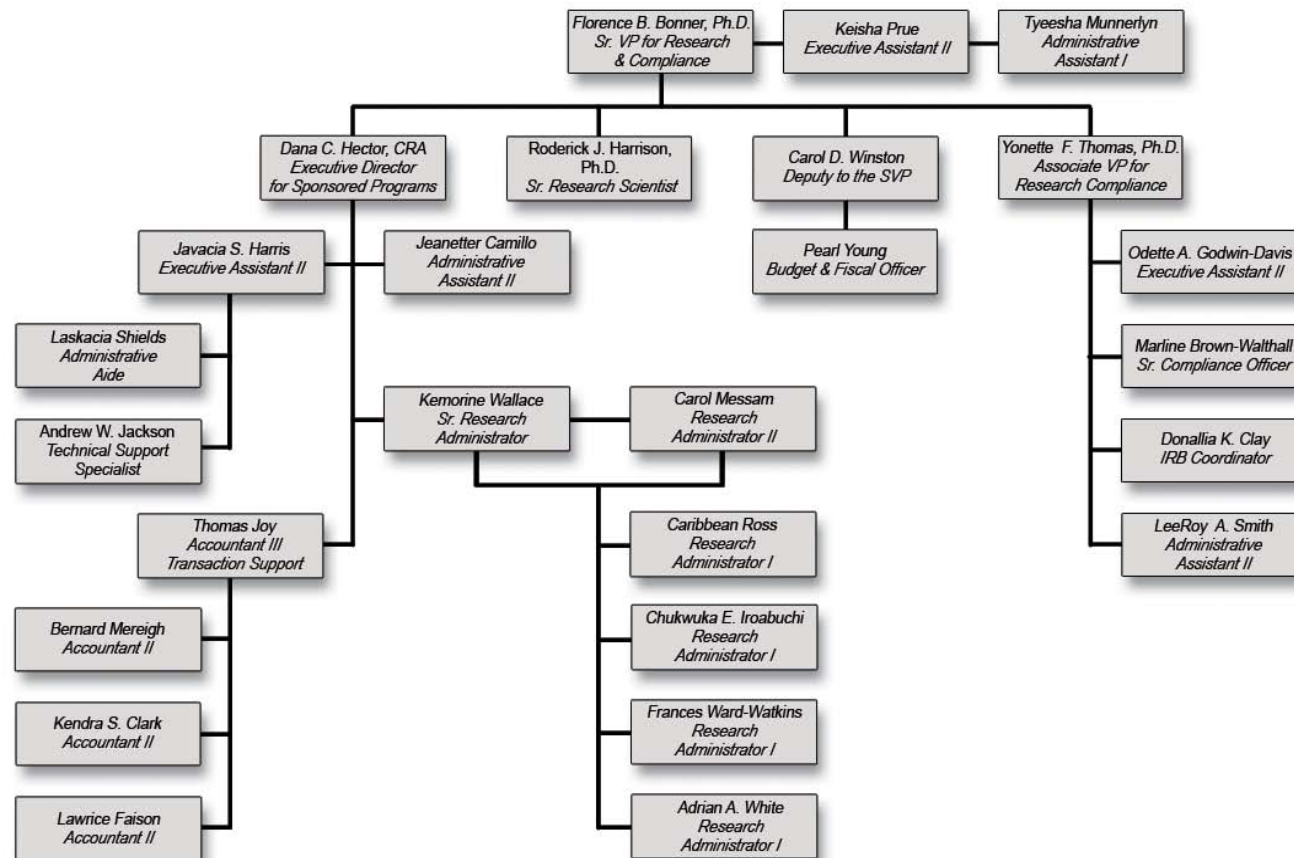 Florence B. Bonner, Ph.D.
Sr. VP for Research
& Compliance
Keisha Prue
Executive Assistant II
Tyeesha Munnerlyn
Administrative
Assistant I
Dana C. Hector, CRA
Executive Director
for Sponsored Programs
Roderick J. Harrison,
Ph.D.
Sr. Research Scientist
Carol D. Winston
Deputy to the SVP
Yonette F. Thomas, Ph.D.
Associate VP for
Research Compliance
Javacia S. Harris
Executive Assistant II
Jeanetter Camillo
Administrative
Assistant II
Pearl Young
Budget & Fiscal Officer
Odette A. Godwin-Davis
Executive Assistant II
Laskacia Shields
Administrative
Aide
Marline Brown-Walthall
Sr. Compliance Officer
Andrew W. Jackson
Technical Support
Specialist
Kemorine Wallace
Sr. Research
Administrator
Carol Messam
Research
Administrator II
Donallia K. Clay
IRB Coordinator
Thomas Joy
Accountant III
Transaction Support
Caribbean Ross
Research
Administrator I
LeeRoy A. Smith
Administrative
Assistant II
Bernard Mereigh
Accountant II
Chukwuka E. Iroabuchi
Research
Administrator I
Kendra S. Clark
Accountant II
Frances Ward-Watkins
Research
Administrator I
Lawrice Faison
Accountant II
Adrian A. White
Research
Administrator I